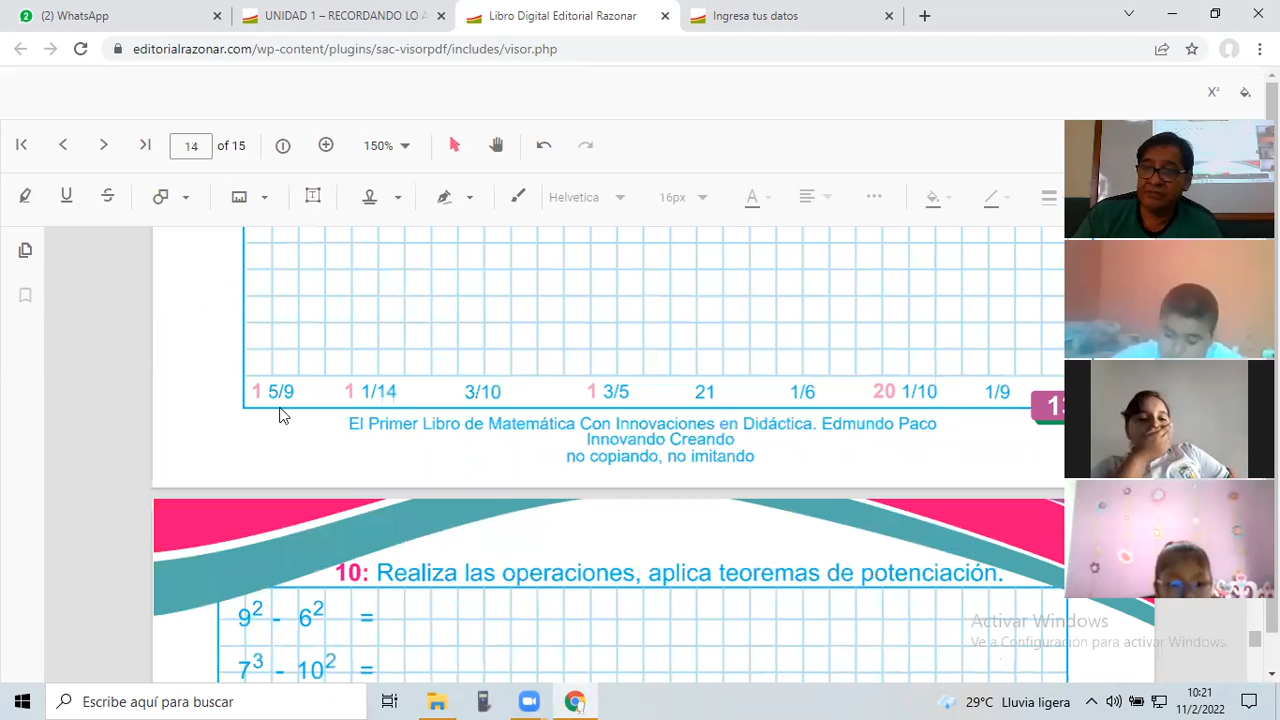 (2) WhatsApp
UNIDAD 1 – RECORDANDO LO A
Libro Digital Editorial Razonar
Ingresa tus datos
editorialrazonar.com/wp-content/plugins/sac-visorpdf/includes/visor.php
X²
14 of 15
150%
Helvetica
16px
1 5/9 1 1/14 3/10 1 3/5 21 1/6 20 1/10 1/9
El Primer Libro de Matemática Con Innovaciones en Didáctica. Edmundo Paco
Innovando Creando
no copiando, no imitando
10: Realiza las operaciones, aplica teoremas de potenciación.
9² - 6² =
7³ - 10² =
Activar Windows
Ve a Configuración para activar Windows.
Escribe aquí para buscar
29°C Lluvia ligera
10:21
11/2/2022